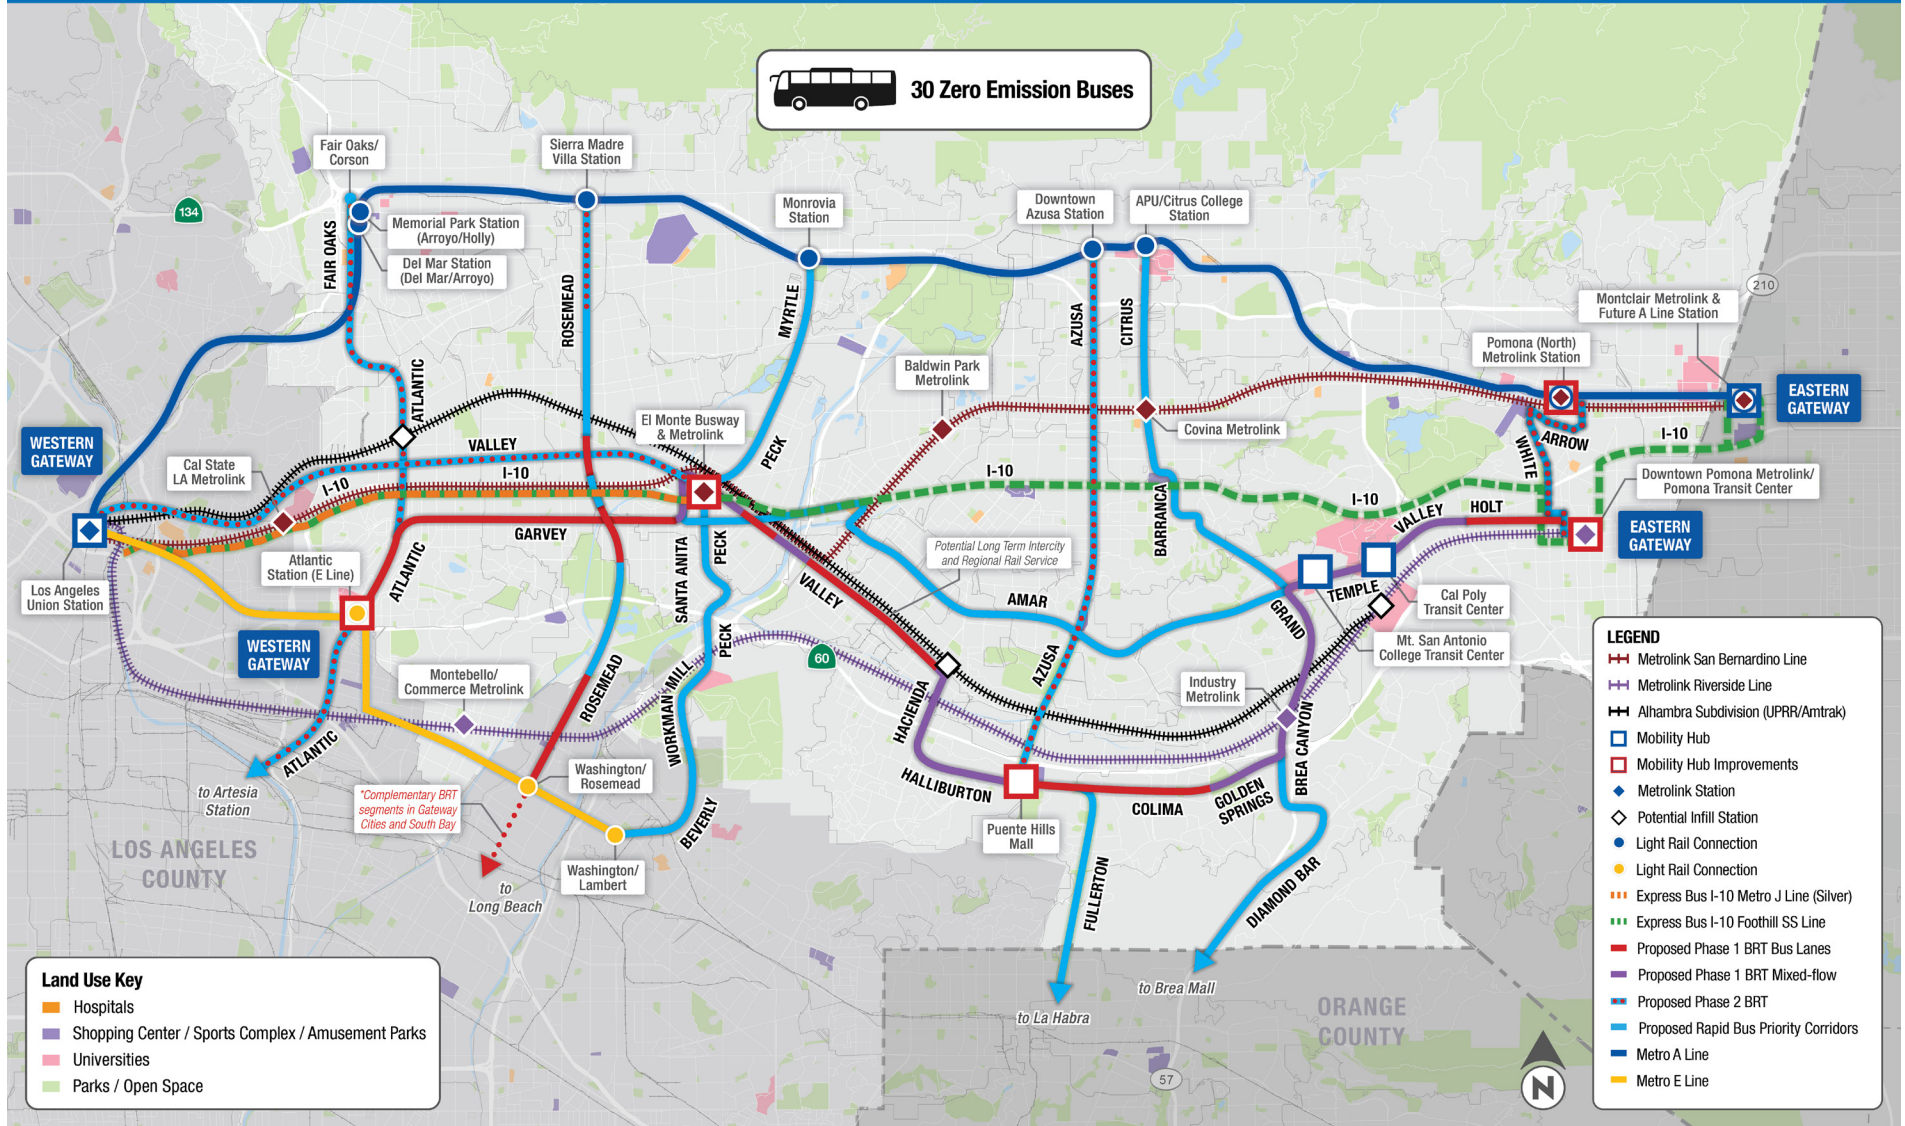 30 Zero Emission Buses
Fair Oaks/
Corson
Sierra Madre
Villa Station
134
Memorial Park Station
(Arroyo/Holly)
Del Mar Station
(Del Mar/Arroyo)
FAIR OAKS
ROSEMEAD
Monrovia
Station
MYRTLE
Downtown
Azusa Station
APU/Citrus College
Station
AZUSA
CITRUS
210
Montclair Metrolink &
Future A Line Station
Pomona (North)
Metrolink Station
EASTERN
GATEWAY
Baldwin Park
Metrolink
ATLANTIC
El Monte Busway
& Metrolink
PECK
Covina Metrolink
ARROW
WHITE
I-10
WESTERN
GATEWAY
Cal State
LA Metrolink
VALLEY
I-10
I-10
I-10
I-10
Downtown Pomona Metrolink/
Pomona Transit Center
HOLT
VALLEY
EASTERN
GATEWAY
GARVEY
BARRANCA
PECK
SANTA ANITA
Potential Long Term Intercity
and Regional Rail Service
Atlantic
Station (E Line)
ATLANTIC
Los Angeles
Union Station
VALLEY
AMAR
GRAND
TEMPLE
Cal Poly
Transit Center
Mt. San Antonio
College Transit Center
WESTERN
GATEWAY
PECK
60
Montebello/
Commerce Metrolink
ROSEMEAD
WORKMAN MILL
AZUSA
HACIENDA
Industry
Metrolink
BREA CANYON
ATLANTIC
to Artesia
Station
*Complementary BRT
segments in Gateway
Cities and South Bay
Washington/
Rosemead
HALLIBURTON
COLIMA
GOLDEN
SPRINGS
BEVERLY
Puente Hills
Mall
LOS ANGELES
COUNTY
Washington/
Lambert
to
Long Beach
FULLERTON
DIAMOND BAR
to Brea Mall
to La Habra
ORANGE
COUNTY
57
N
Land Use Key
Hospitals
Shopping Center / Sports Complex / Amusement Parks
Universities
Parks / Open Space
LEGEND
Metrolink San Bernardino Line
Metrolink Riverside Line
Alhambra Subdivision (UPRR/Amtrak)
Mobility Hub
Mobility Hub Improvements
Metrolink Station
Potential Infill Station
Light Rail Connection
Light Rail Connection
Express Bus I-10 Metro J Line (Silver)
Express Bus I-10 Foothill SS Line
Proposed Phase 1 BRT Bus Lanes
Proposed Phase 1 BRT Mixed-flow
Proposed Phase 2 BRT
Proposed Rapid Bus Priority Corridors
Metro A Line
Metro E Line